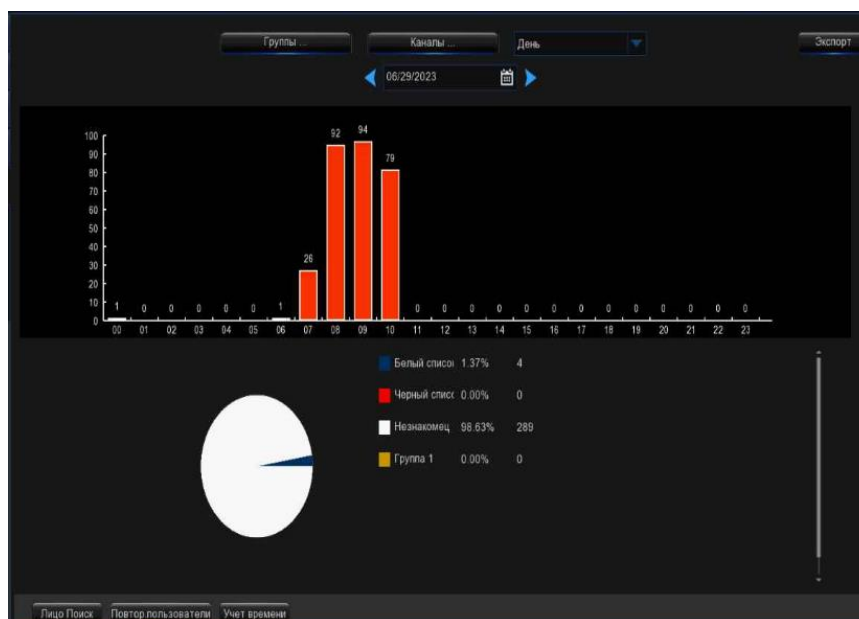 Группы ... Каналы ... День Экспорт
06/29/2023
100
90
80
70
60
50
40
30
20
10
0
92 94
79
26
1 0 0 0 0 0 1 0 0 0 0 0 0 0 0 0 0 0 0 0
00 01 02 03 04 05 06 07 08 09 10 11 12 13 14 15 16 17 18 19 20 21 22 23
Белый список 1.37% 4
Черный списс 0.00% 0
Незнакомец 98.63% 289
Группа 1 0.00% 0
Лицо Поиск Повтор.пользователи Учет времени